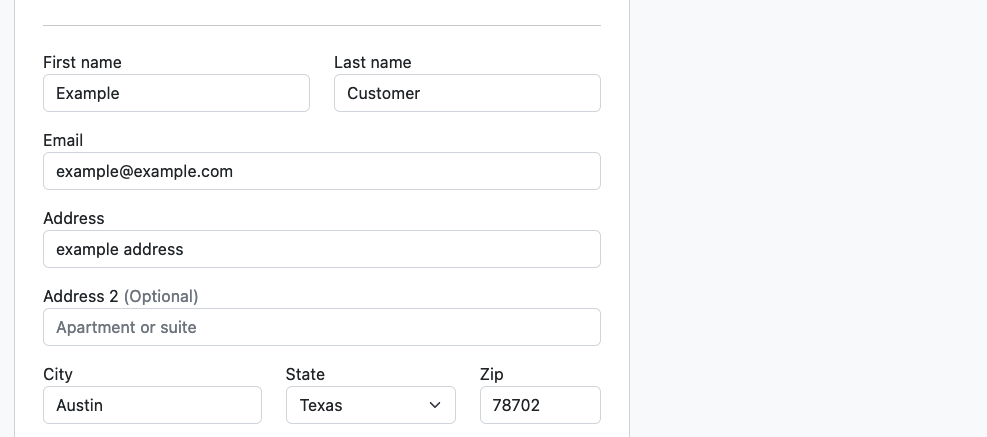 First name Last name
Example Customer
Email
example@example.com
Address
example address
Address 2 (Optional)
Apartment or suite
City State Zip
Austin Texas 78702